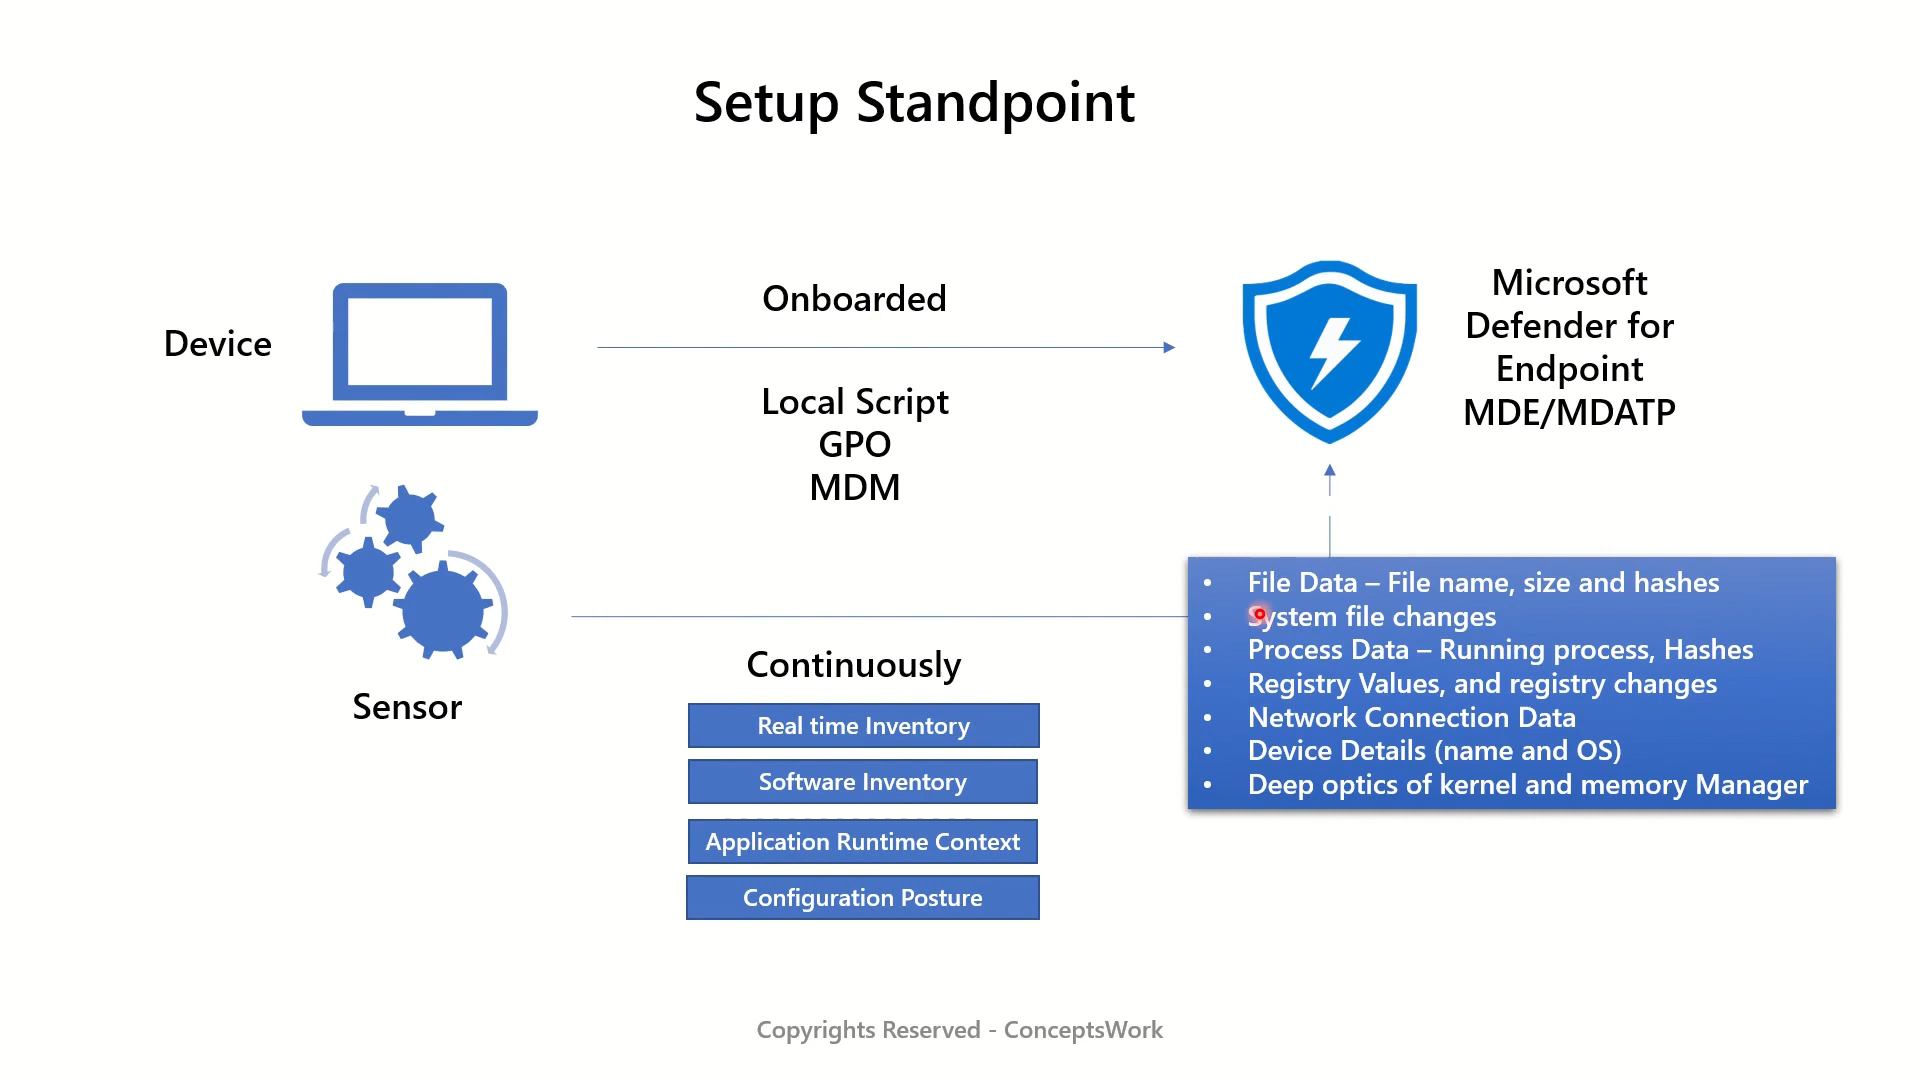 Setup Standpoint
Device
Onboarded
Local Script
GPO
MDM
Microsoft
Defender for
Endpoint
MDE/MDATP
Sensor
Continuously
Real time Inventory
Software Inventory
Application Runtime Context
Configuration Posture
• File Data – File name, size and hashes
• System file changes
• Process Data – Running process, Hashes
• Registry Values, and registry changes
• Network Connection Data
• Device Details (name and OS)
• Deep optics of kernel and memory Manager
Copyrights Reserved - ConceptsWork